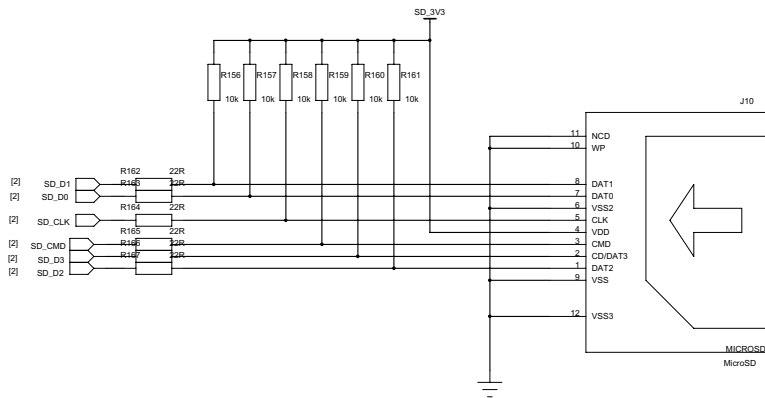 SD_3V3
R156 R157 R158 R159 R160 R161
10k 10k 10k 10k 10k 10k
J10
11 NCD
10 WP
R162 22R
[2] SD_D1 8 DAT1
R163 22R
[2] SD_D0 7 DAT0
6 VSS2
R164 22R
[2] SD_CLK 5 CLK
4 VDD
R165 22R
[2] SD_CMD 3 CMD
R166 22R
[2] SD_D3 2 CD/DAT3
R167 22R
[2] SD_D2 1 DAT2
9 VSS
12 VSS3
MICROSD
MicroSD